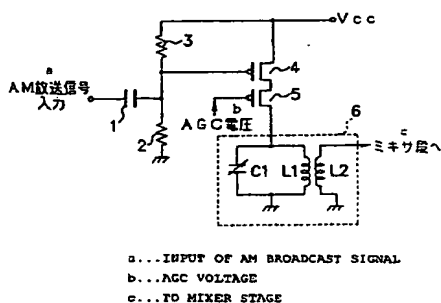 Vcc
3
a
AM放送信号
入力
4
5
b
AGC電圧
1
2
6
c
ミキサ段へ
C1
L1
L2
a...INPUT OF AM BROADCAST SIGNAL
b...AGC VOLTAGE
c...TO MIXER STAGE